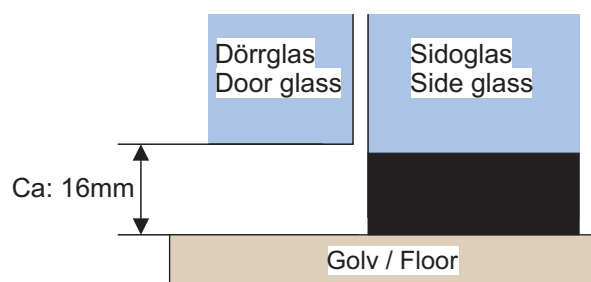 Dörrglas
Door glass
Sidoglas
Side glass
Ca: 16mm
Golv / Floor